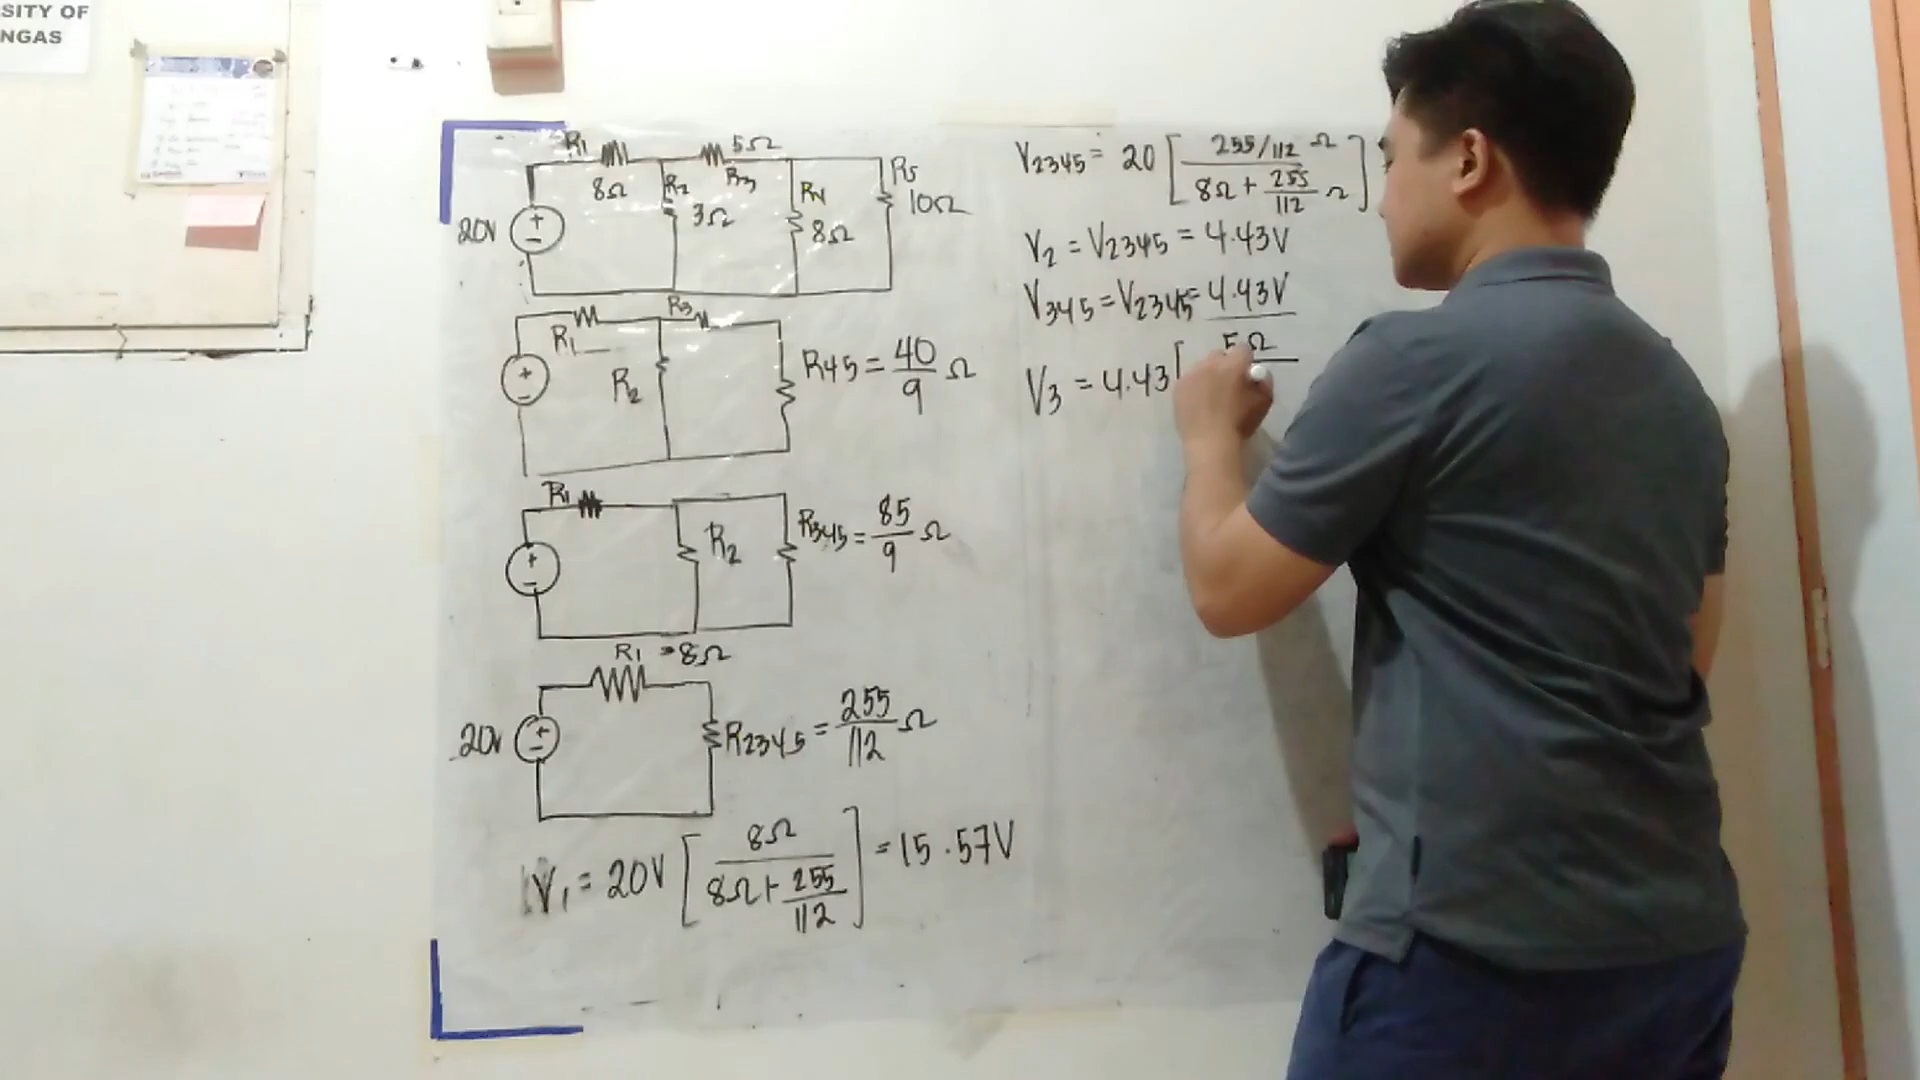 SITY OF
NGAS
R1
5Ω
8Ω
R2
R3
R4
R5
3Ω
8Ω
10Ω
20V
+
-
R1
R3
R2
+
-
R45 = 40/9 Ω
R1
R2
+
-
R345 = 85/9 Ω
R1 = 8Ω
20V
+
-
R2345 = 255/112 Ω
V1 = 20V [ 8Ω / 8Ω + 255/112 ] = 15.57V
V2345 = 20 [ 255/112 Ω / 8Ω + 255/112 Ω ]
V2 = V2345 = 4.43V
V345 = V2345 = 4.43V
V3 = 4.43 [ 5Ω